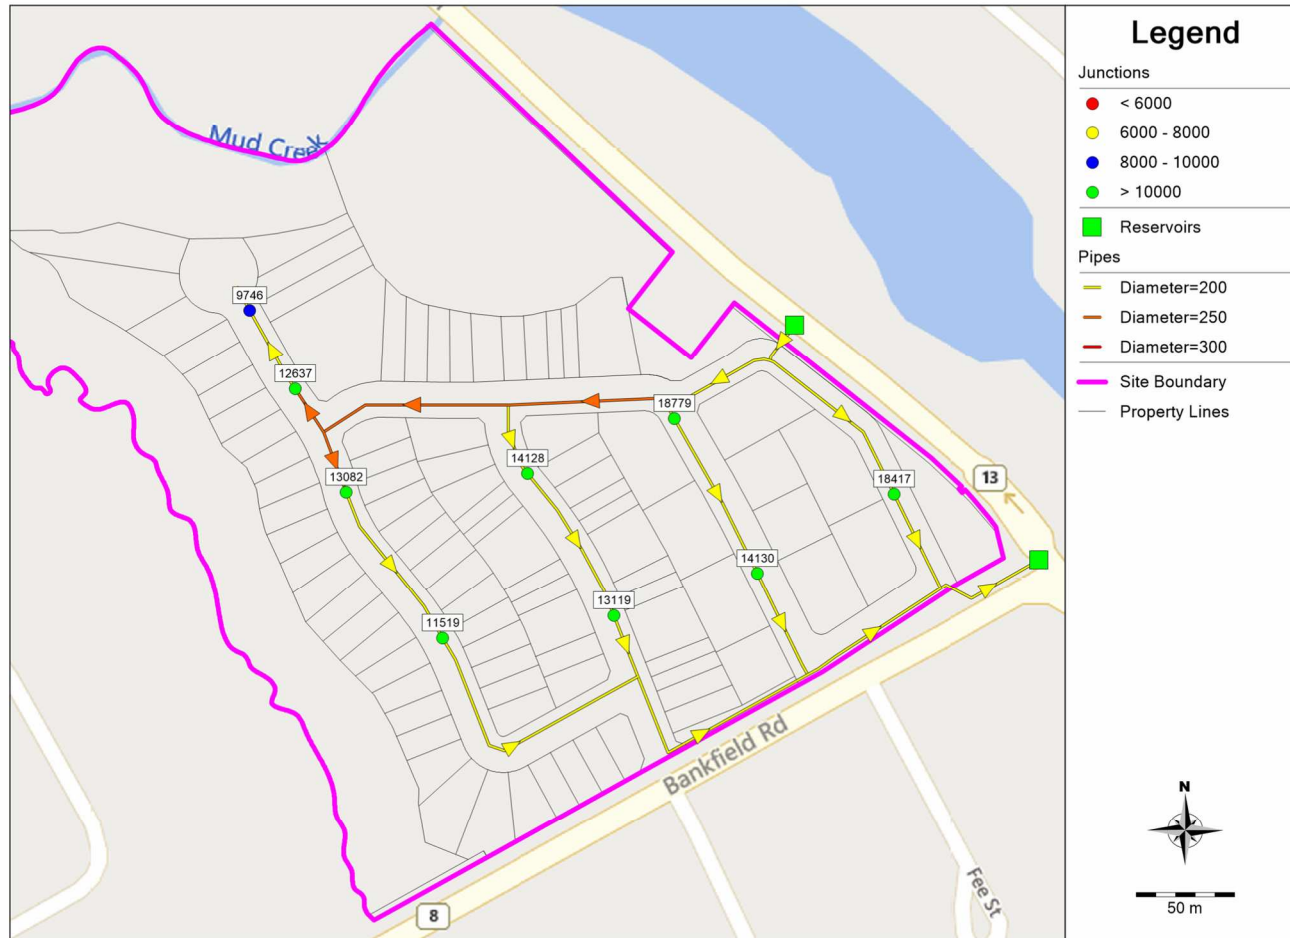 Mud Creek
9746
12637
18779
14128
13082
18417
13
14130
13119
11519
Bankfield Rd
Fee St
8
Legend
Junctions
< 6000
6000 - 8000
8000 - 10000
> 10000
Reservoirs
Pipes
Diameter=200
Diameter=250
Diameter=300
Site Boundary
Property Lines
N
50 m